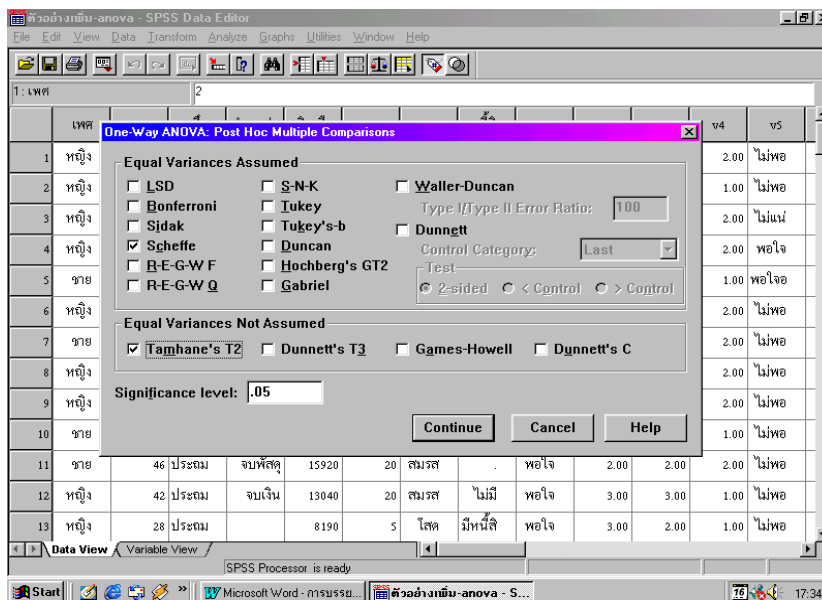 ตัวอย่างเพิ่ม-anova - SPSS Data Editor
File Edit View Data Transform Analyze Graphs Utilities Window Help
1 : เพศ 2
เพศ v4 v5
One-Way ANOVA: Post Hoc Multiple Comparisons
Equal Variances Assumed
LSD S-N-K Waller-Duncan
Bonferroni Tukey Type I/Type II Error Ratio: 100
Sidak Tukey's-b Dunnett
Scheffe Duncan Control Category: Last
R-E-G-W F Hochberg's GT2 Test
R-E-G-W Q Gabriel 2-sided < Control > Control
Equal Variances Not Assumed
Tamhane's T2 Dunnett's T3 Games-Howell Dunnett's C
Significance level: .05
Continue Cancel Help
1 หญิง 2.00 ไม่พอ
2 หญิง 1.00 ไม่พอ
3 หญิง 2.00 ไม่แน่
4 หญิง 2.00 พอใจ
5 ชาย 1.00 พอใจอ
6 หญิง 2.00 ไม่พอ
7 ชาย 2.00 ไม่พอ
8 หญิง 2.00 ไม่พอ
9 หญิง 2.00 ไม่พอ
10 ชาย 1.00 ไม่พอ
11 ชาย 46 ประถม จบพัสดุ 15920 20 สมรส . พอใจ 2.00 2.00 2.00 ไม่พอ
12 หญิง 42 ประถม จบเงิน 13040 20 สมรส ไม่มี พอใจ 3.00 3.00 1.00 ไม่พอ
13 หญิง 28 ประถม 8190 5 โสด มีหนี้สิ พอใจ 3.00 2.00 1.00 ไม่พอ
Data View Variable View
SPSS Processor is ready
Start » Microsoft Word - การบรรย... ตัวอย่างเพิ่ม-anova - S... 17:34